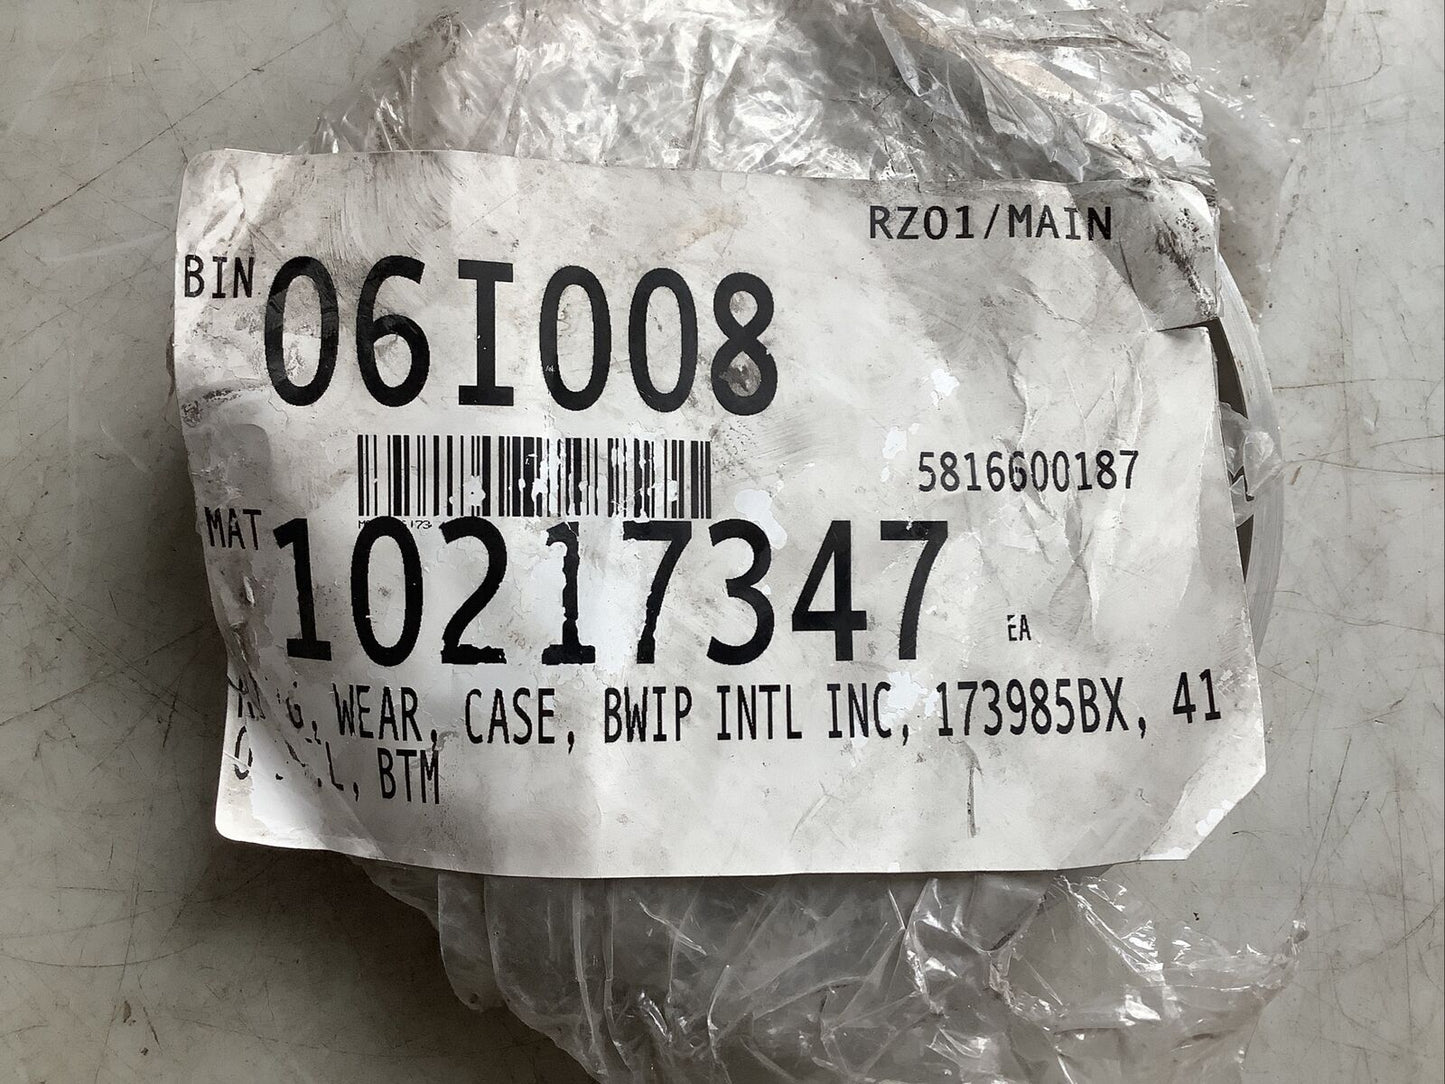 RZ01/MAIN
BIN 06I008
5816600187
MAT 10217347 EA
WEAR, CASE, BWIP INTL INC, 173985BX, 41
BTM